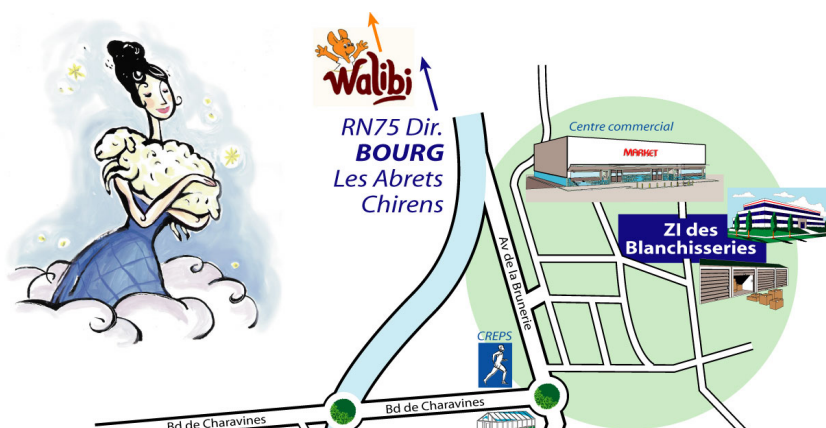 Walibi
RN75 Dir.
BOURG
Les Abrets
Chirens
Centre commercial
MARKET
ZI des
Blanchisseries
Av de la Brunerie
CREPS
Bd de Charavines
Bd de Charavines